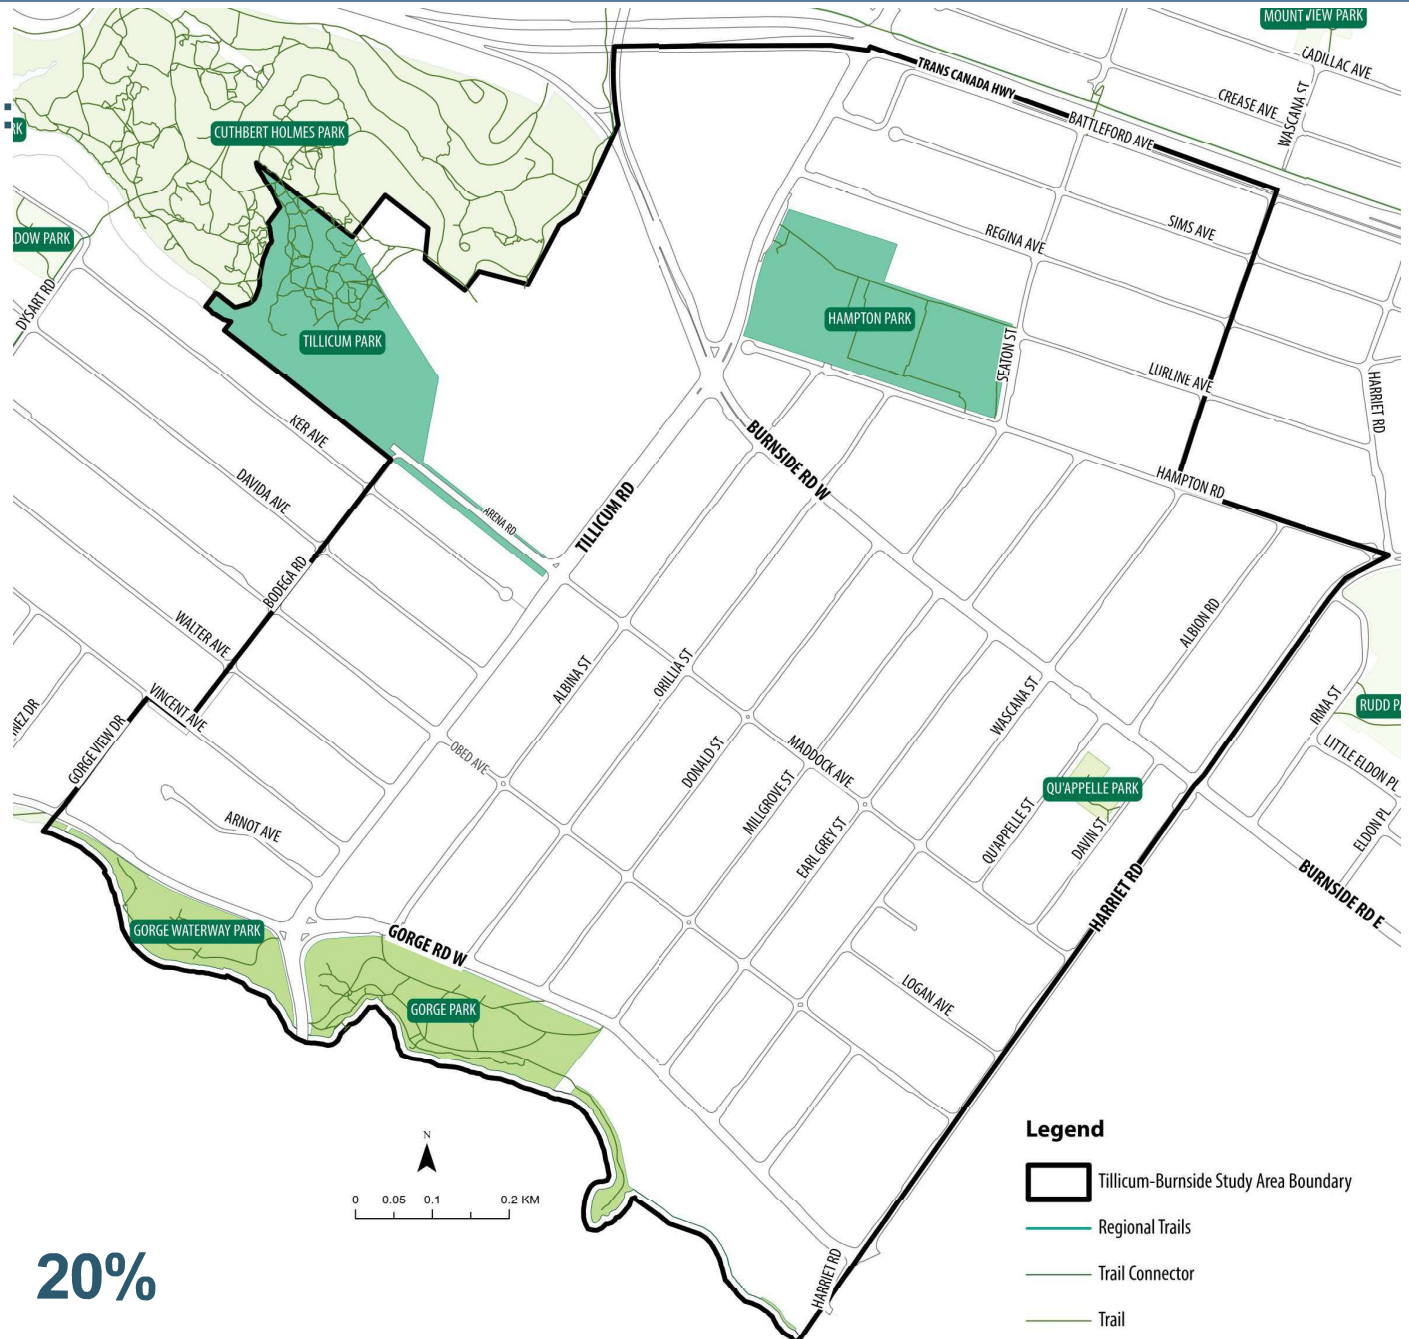 MOUNT VIEW PARK
CADILLAC AVE
TRANS CANADA HWY
CREASE AVE
WASCANA ST
BATTLEFORD AVE
CUTHBERT HOLMES PARK
SIMS AVE
REGINA AVE
DOW PARK
DYSART RD
HAMPTON PARK
TILLICUM PARK
SEATON ST
LURLINE AVE
HARRIET RD
KER AVE
BURNSIDE RD W
DAVIDA AVE
HAMPTON RD
ARENA RD
TILLICUM RD
BODEGA RD
WALTER AVE
ALBION RD
ALBINA ST
ORILLIA ST
WASCANA ST
IRMA ST
VINCENT AVE
NEZ DR
GORGE VIEW DR
RUDD PA
OBED AVE
DONALD ST
MADDOCK AVE
LITTLE ELDON PL
MILLGROVE ST
QU'APPELLE PARK
ARNOT AVE
EARL GREY ST
QU'APPELLE ST
DAVIN ST
ELDON PL
HARRIET RD
BURNSIDE RD E
GORGE WATERWAY PARK
GORGE RD W
LOGAN AVE
GORGE PARK
N
0 0.05 0.1 0.2 KM
HARRIET RD
Legend
Tillicum-Burnside Study Area Boundary
Regional Trails
Trail Connector
Trail
20%